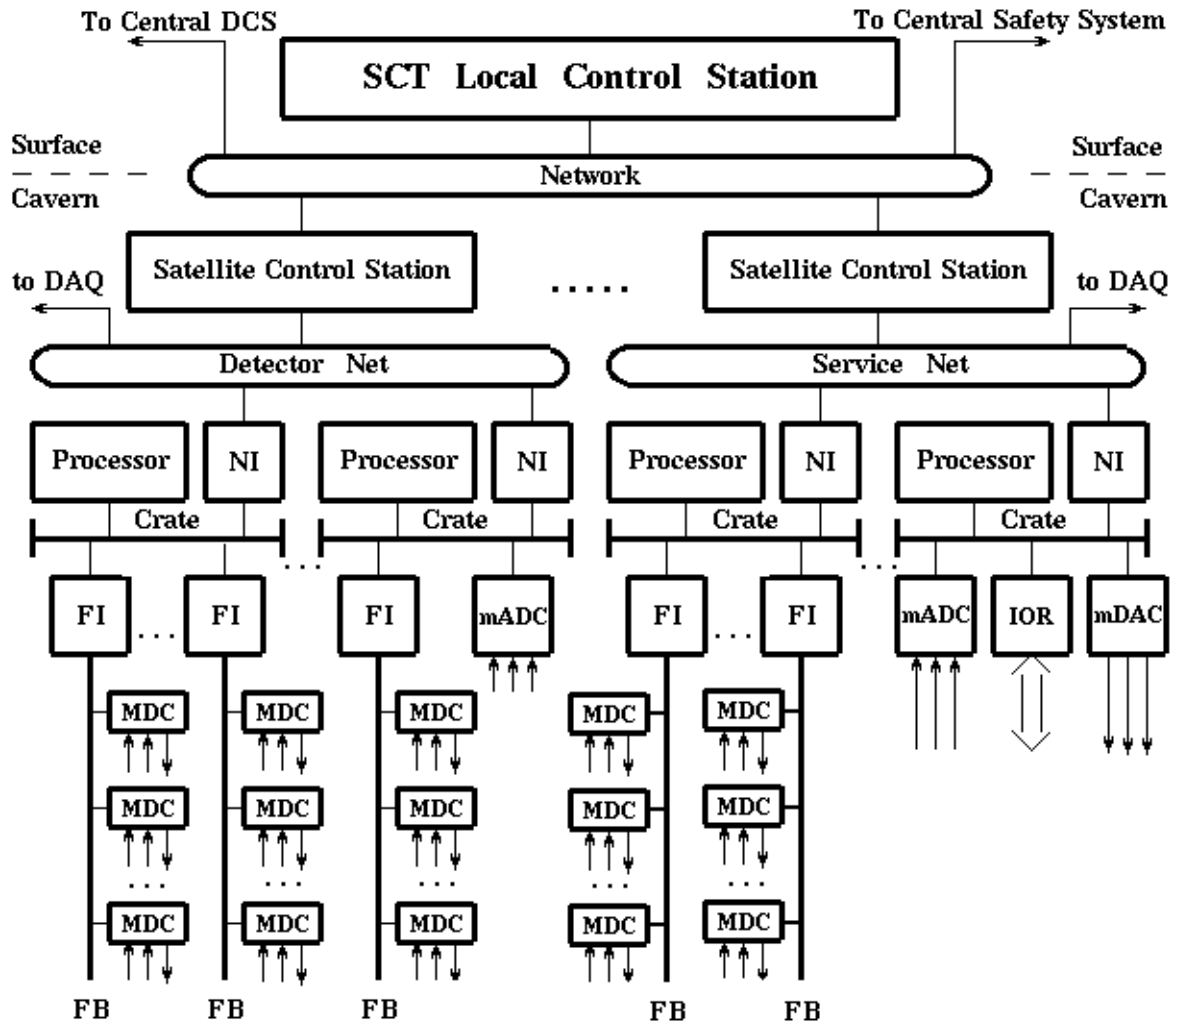 To Central DCS
To Central Safety System
SCT Local Control Station
Surface
Surface
Network
Cavern
Cavern
Satellite Control Station
Satellite Control Station
to DAQ
.....
to DAQ
Detector Net
Service Net
Processor NI Processor NI Processor NI Processor NI
Crate Crate Crate Crate
... ...
FI ... FI FI mADC FI ... FI mADC IOR mDAC
MDC MDC MDC MDC MDC
MDC MDC MDC MDC MDC
... ... ... ... ...
MDC MDC MDC MDC MDC
FB FB FB FB FB